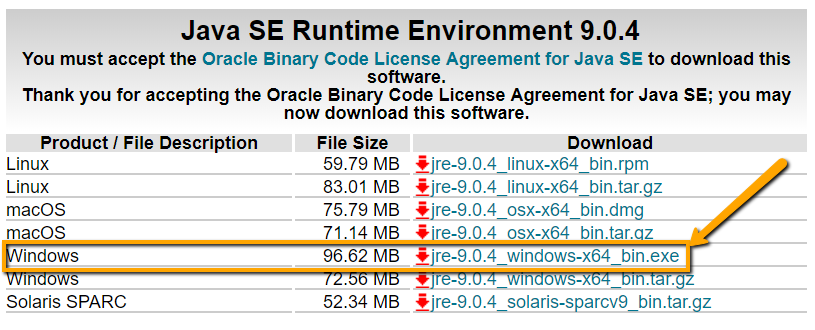 Java SE Runtime Environment 9.0.4
You must accept the Oracle Binary Code License Agreement for Java SE to download this
software.
Thank you for accepting the Oracle Binary Code License Agreement for Java SE; you may
now download this software.
Product / File Description File Size Download
Linux 59.79 MB jre-9.0.4_linux-x64_bin.rpm
Linux 83.01 MB jre-9.0.4_linux-x64_bin.tar.gz
macOS 75.79 MB jre-9.0.4_osx-x64_bin.dmg
macOS 71.14 MB jre-9.0.4_osx-x64_bin.tar.gz
Windows 96.62 MB jre-9.0.4_windows-x64_bin.exe
Windows 72.56 MB jre-9.0.4_windows-x64_bin.tar.gz
Solaris SPARC 52.34 MB jre-9.0.4_solaris-sparcv9_bin.tar.gz